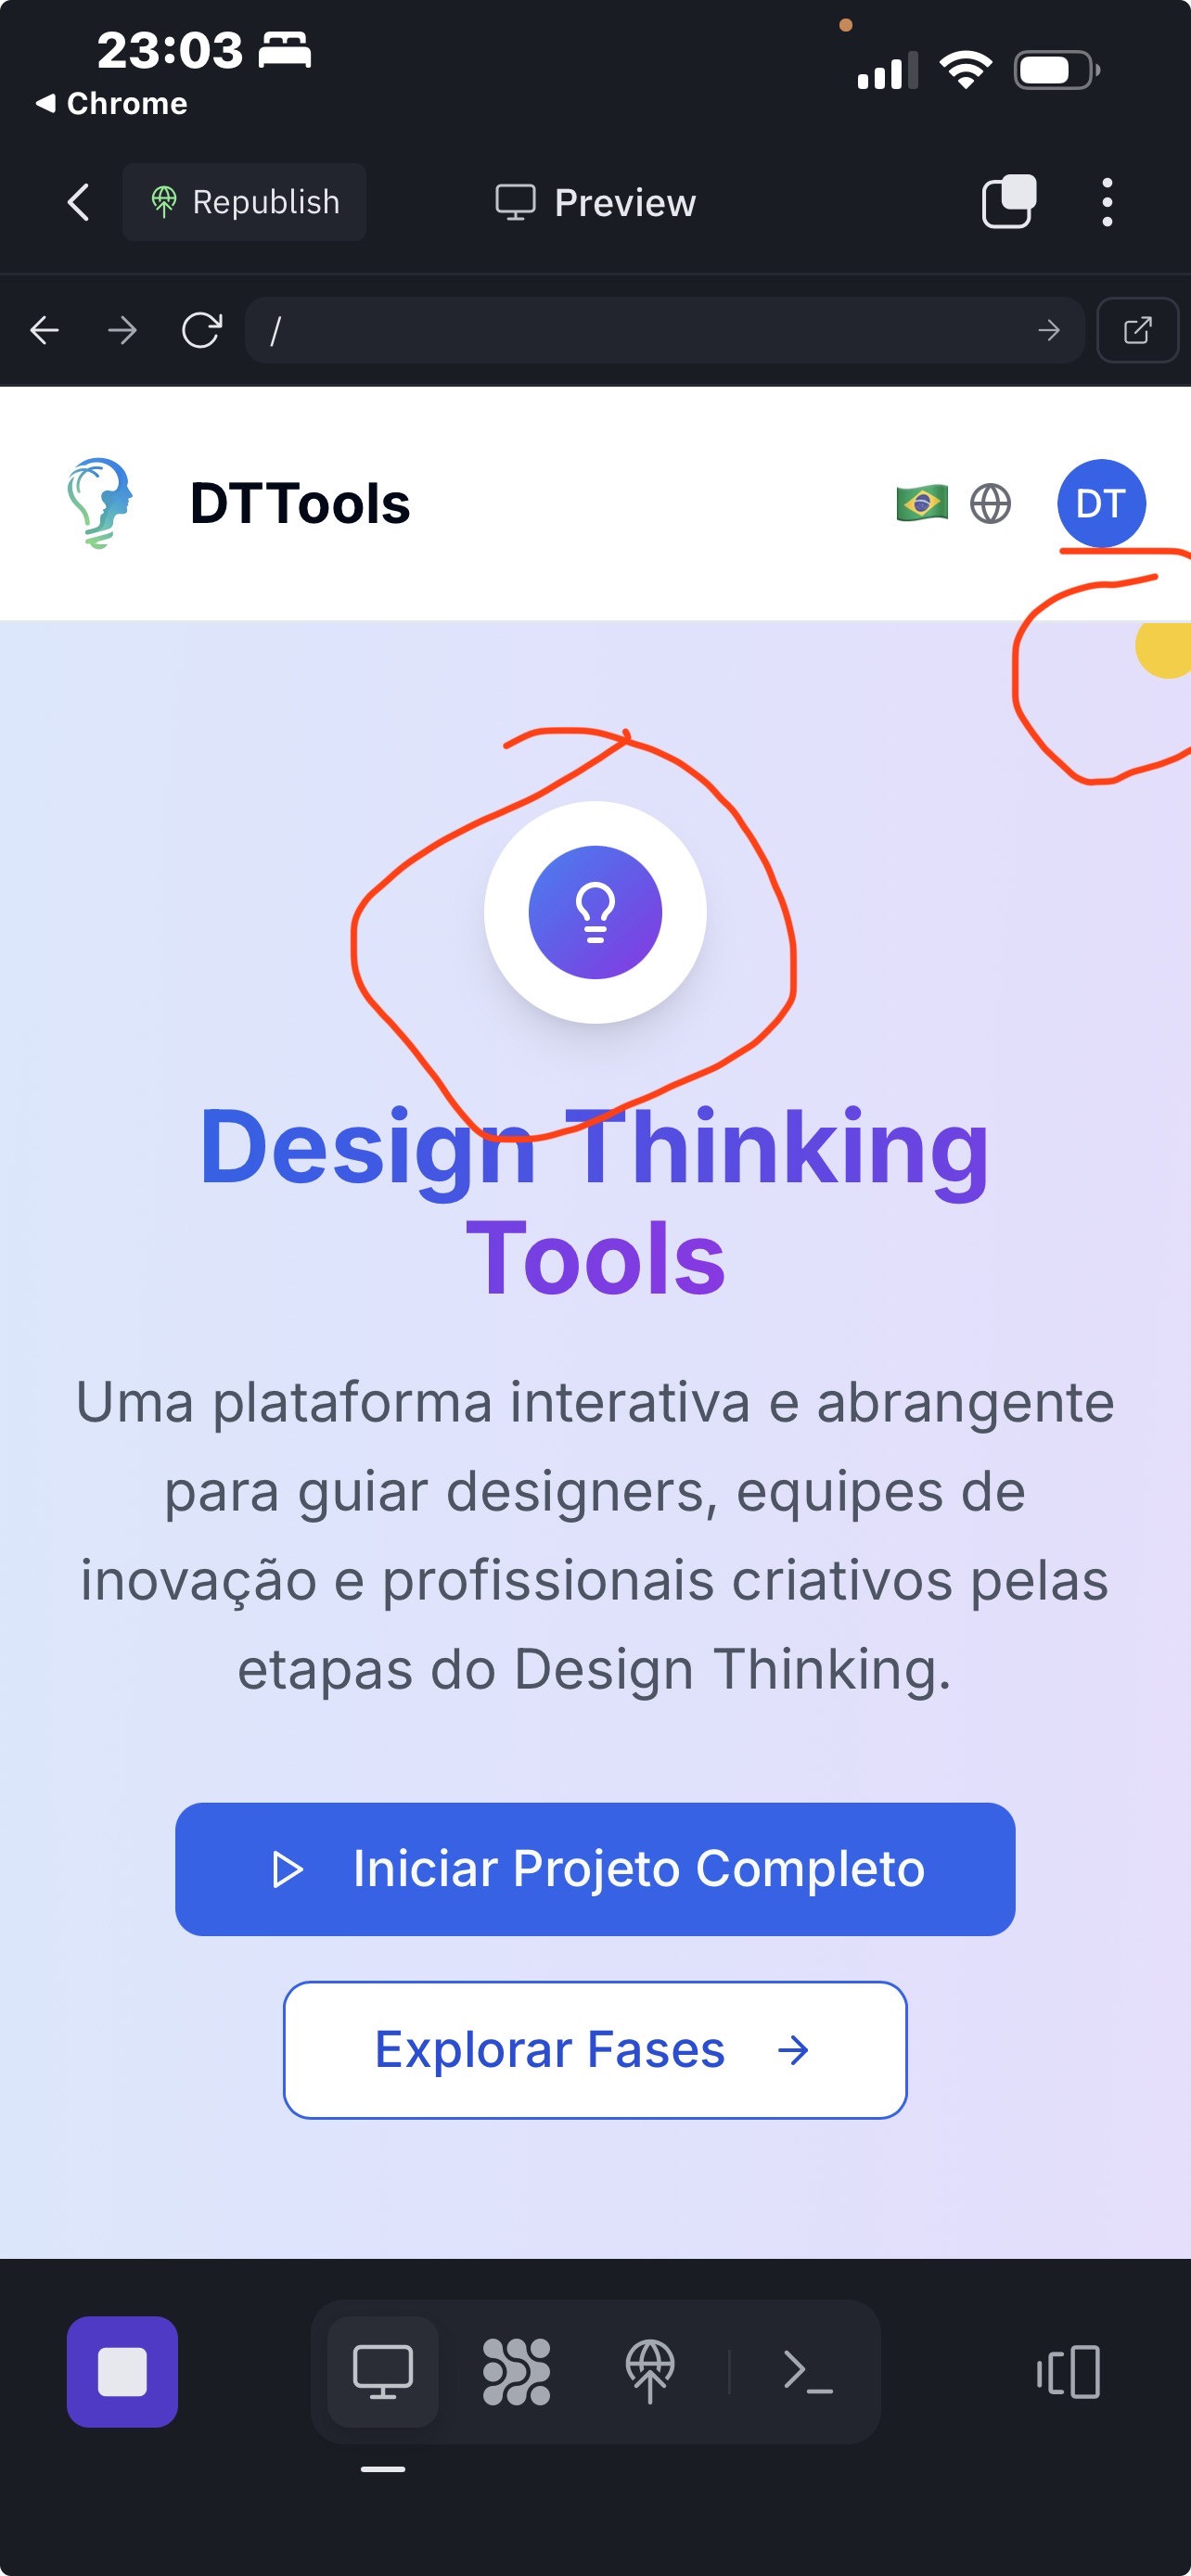 23:03
Chrome
Republish
Preview
/
DTTools
DT
Design Thinking
Tools
Uma plataforma interativa e abrangente
para guiar designers, equipes de
inovação e profissionais criativos pelas
etapas do Design Thinking.
Iniciar Projeto Completo
Explorar Fases